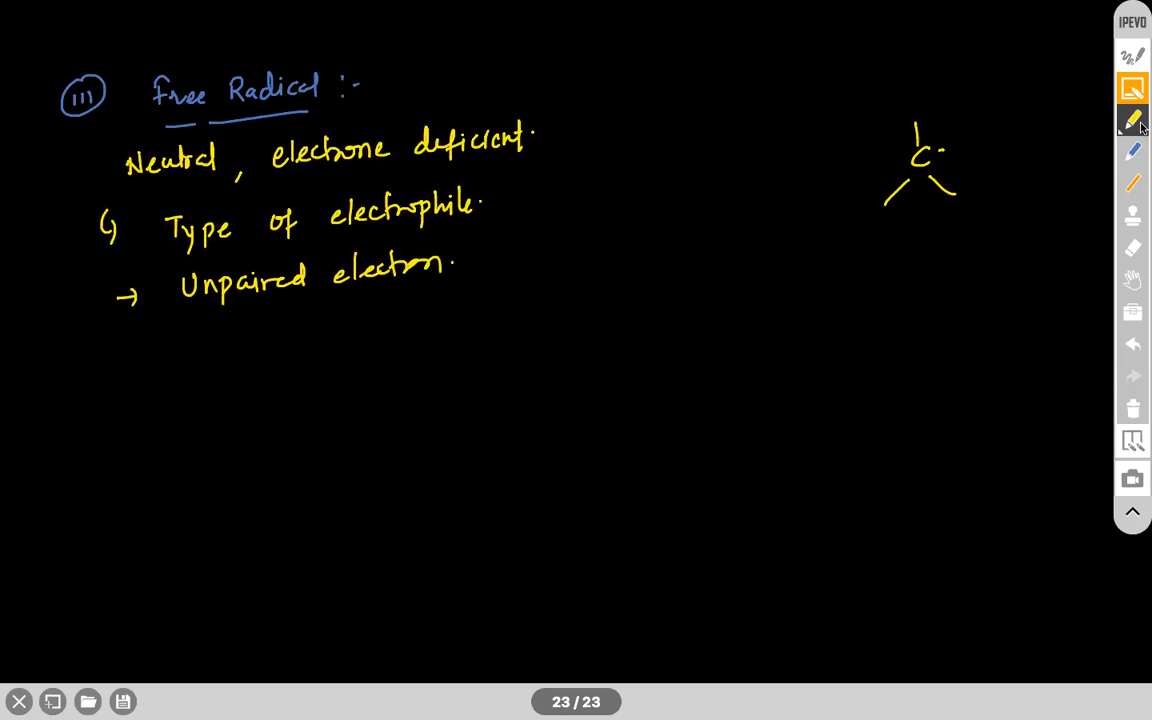 III Free Radical :-
Neutral, electrone deficient.
Type of electrophile.
→ Unpaired electron.
C
IPEVO
23 / 23